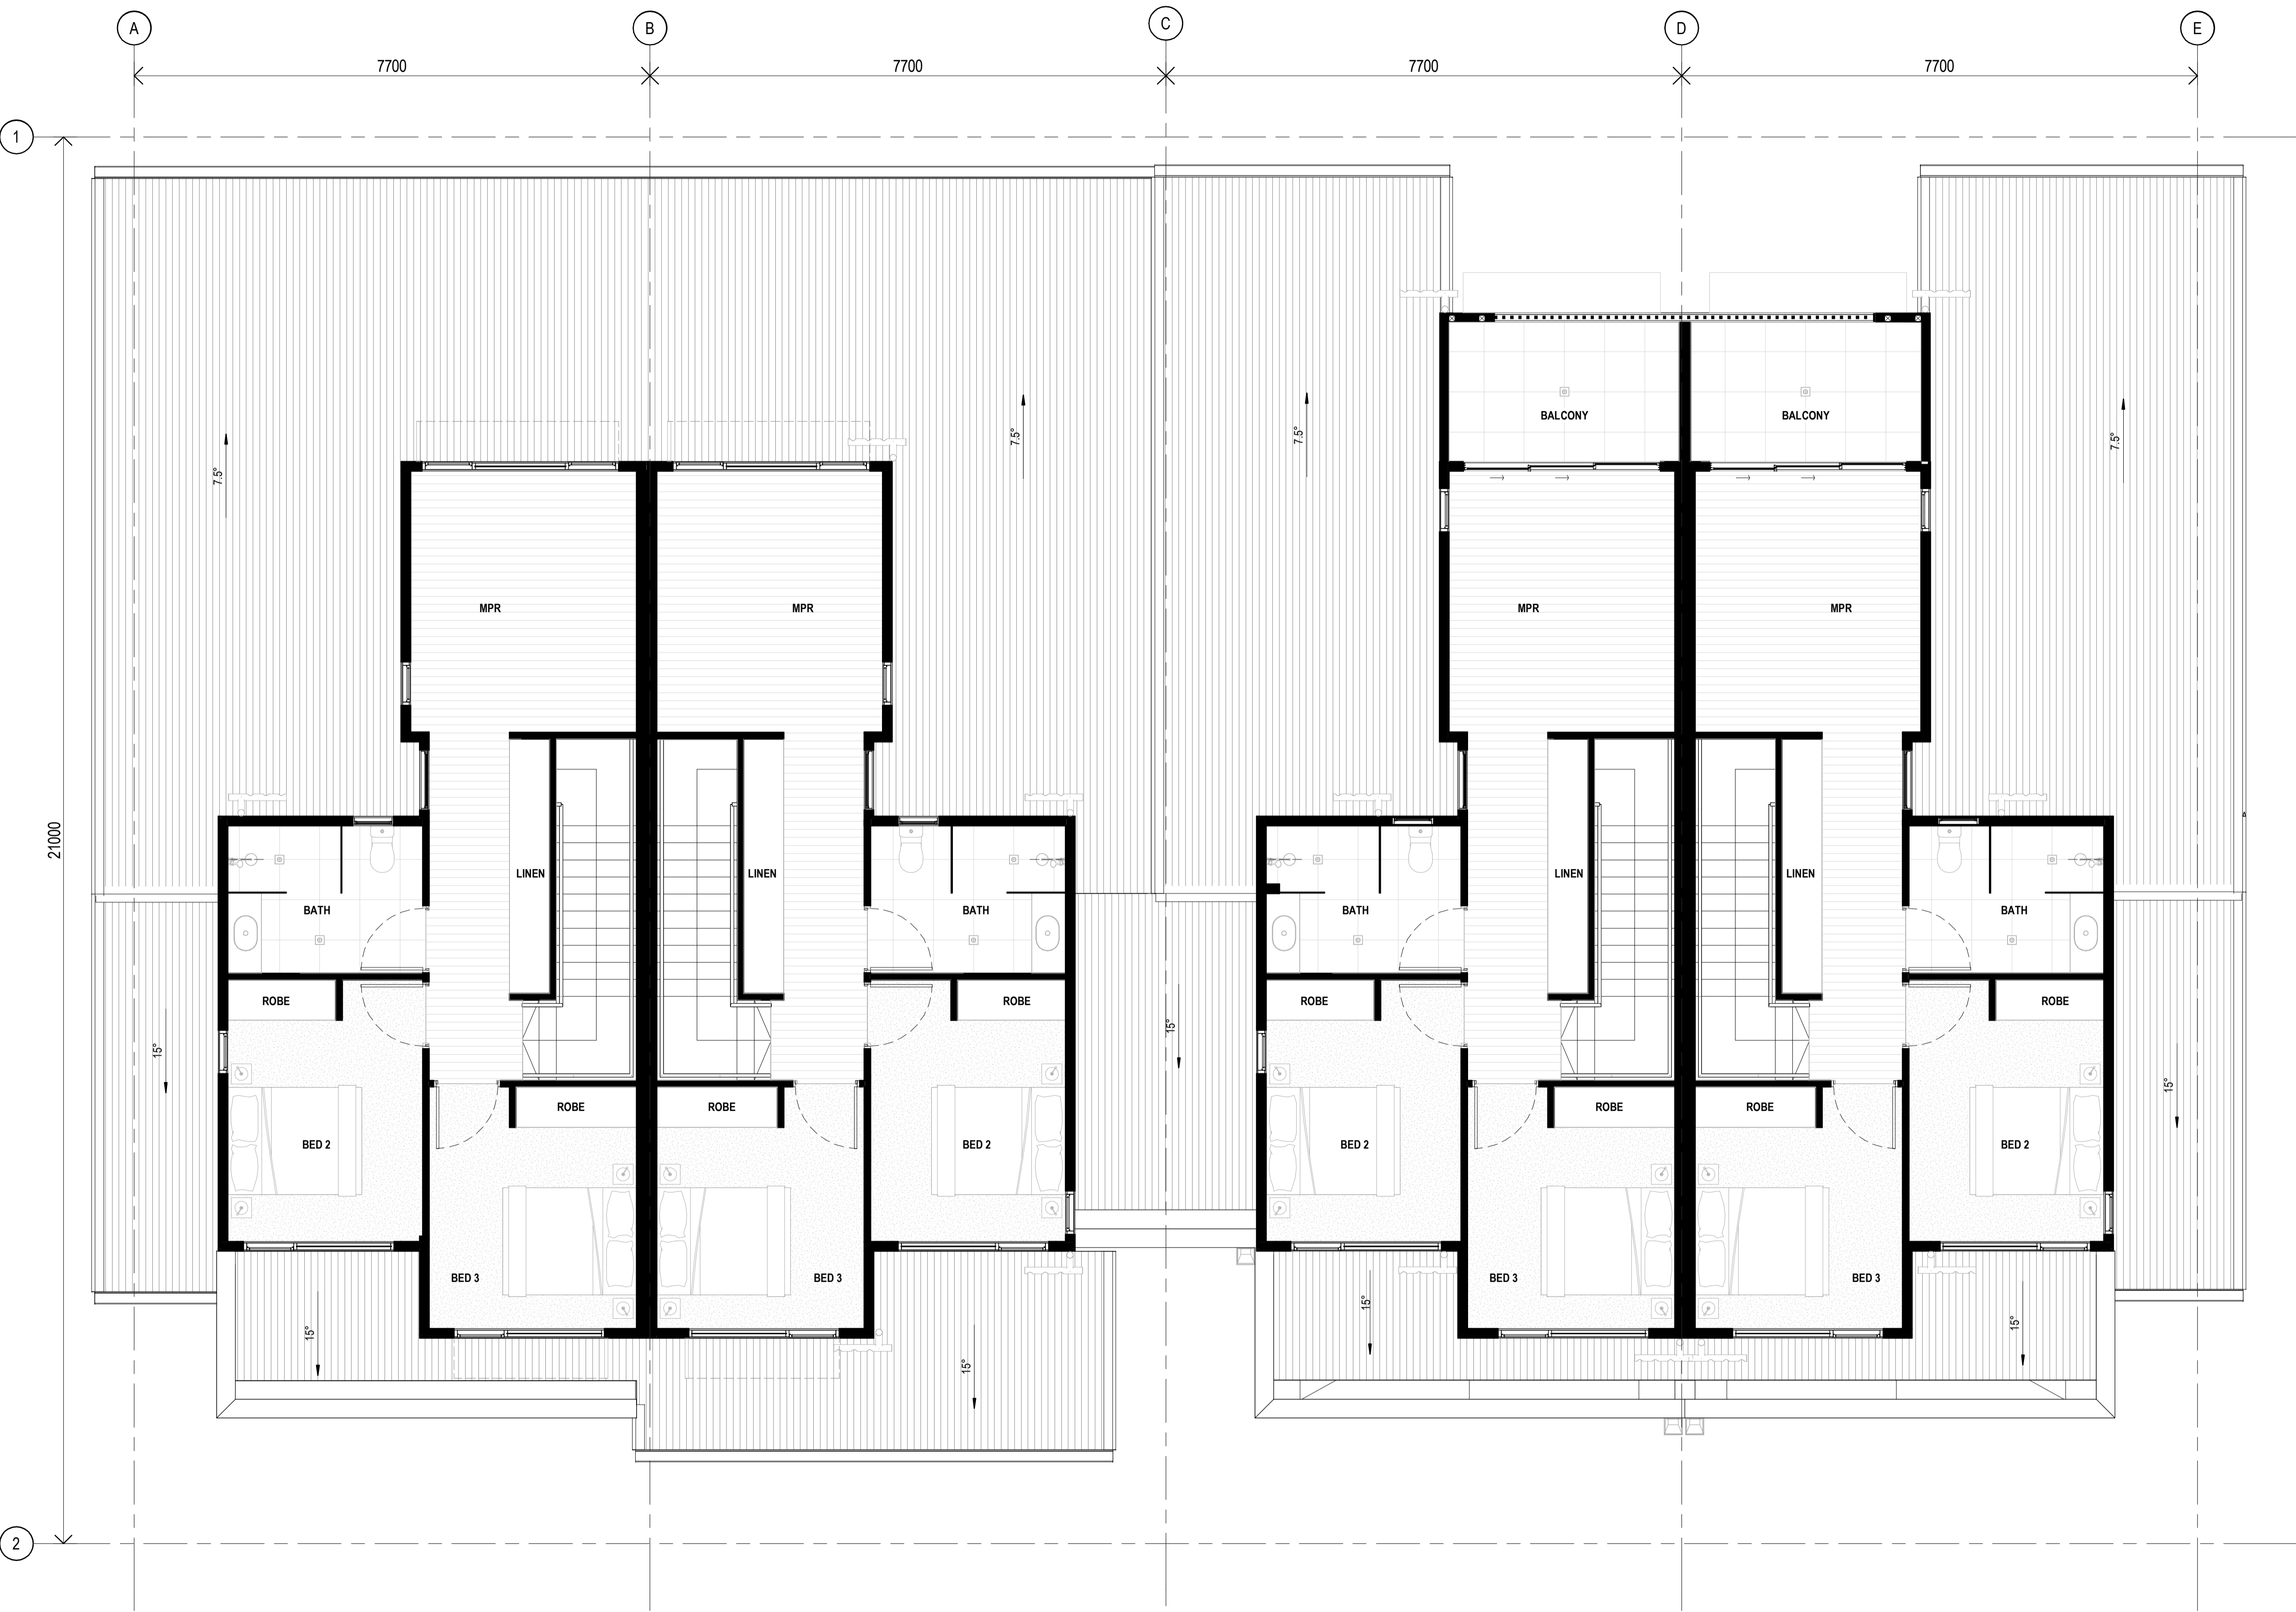 A B C D E
7700 7700 7700 7700
1
BALCONY BALCONY
7.5° 7.5° 7.5° 7.5°
MPR MPR MPR MPR
21000
LINEN LINEN LINEN LINEN
BATH BATH BATH BATH
ROBE ROBE ROBE ROBE
15° 15° 15°
ROBE ROBE ROBE ROBE
BED 2 BED 2 BED 2 BED 2
BED 3 BED 3 BED 3 BED 3
15° 15° 15° 15°
2